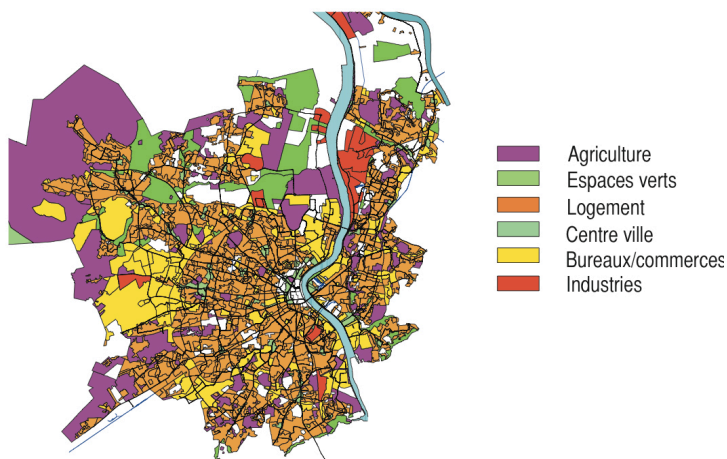 Agriculture
Espaces verts
Logement
Centre ville
Bureaux/commerces
Industries